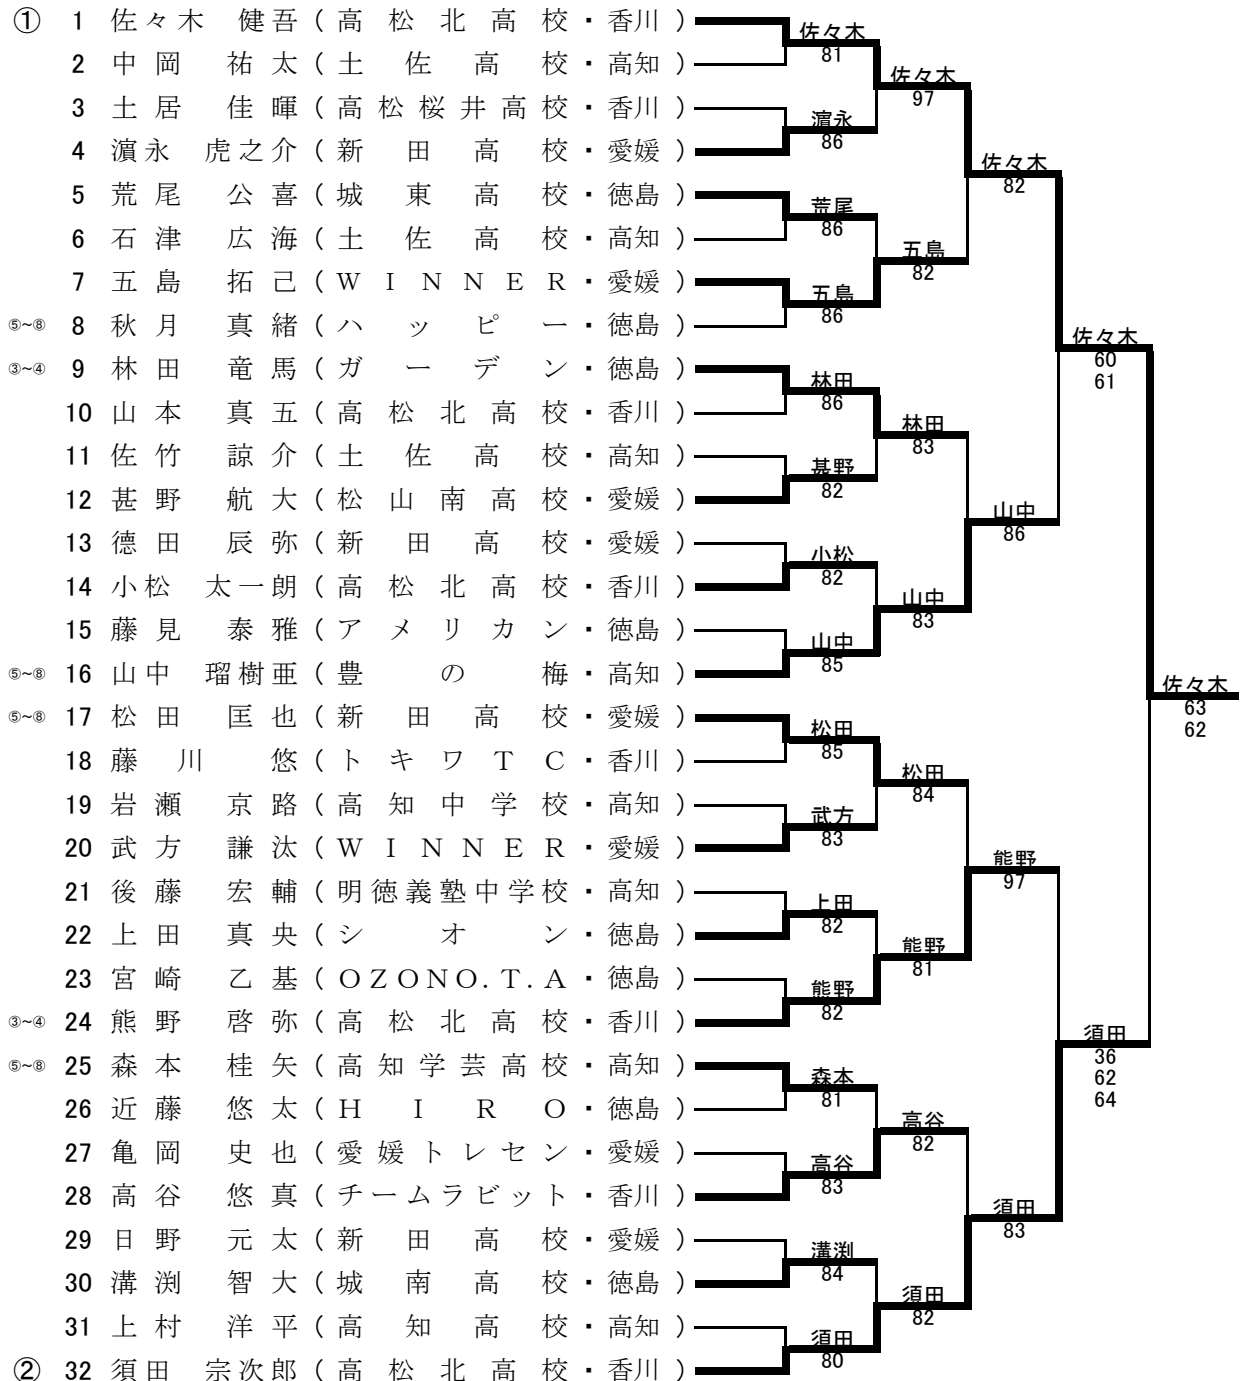 ① 1 佐々木 健吾 ( 高松北高校・香川 )
2 中岡 祐太 ( 土佐高校・高知 )
3 土居 佳暉 ( 高松桜井高校・香川 )
4 濵永 虎之介 ( 新田高校・愛媛 )
5 荒尾 公喜 ( 城東高校・徳島 )
6 石津 広海 ( 土佐高校・高知 )
7 五島 拓己 ( WINNER・愛媛 )
⑤~⑧ 8 秋月 真緒 ( ハッピー・徳島 )
③~④ 9 林田 竜馬 ( ガーデン・徳島 )
10 山本 真五 ( 高松北高校・香川 )
11 佐竹 諒介 ( 土佐高校・高知 )
12 甚野 航大 ( 松山南高校・愛媛 )
13 德田 辰弥 ( 新田高校・愛媛 )
14 小松 太一朗 ( 高松北高校・香川 )
15 藤見 泰雅 ( アメリカン・徳島 )
⑤~⑧ 16 山中 瑠樹亜 ( 豊の梅・高知 )
⑤~⑧ 17 松田 匡也 ( 新田高校・愛媛 )
18 藤川 悠 ( トキワTC・香川 )
19 岩瀬 京路 ( 高知中学校・高知 )
20 武方 謙汰 ( WINNER・愛媛 )
21 後藤 宏輔 ( 明徳義塾中学校・高知 )
22 上田 真央 ( シオン・徳島 )
23 宮崎 乙基 ( OZONO.T.A・徳島 )
③~④ 24 熊野 啓弥 ( 高松北高校・香川 )
⑤~⑧ 25 森本 桂矢 ( 高知学芸高校・高知 )
26 近藤 悠太 ( HIRO・徳島 )
27 亀岡 史也 ( 愛媛トレセン・愛媛 )
28 高谷 悠真 ( チームラビット・香川 )
29 日野 元太 ( 新田高校・愛媛 )
30 溝渕 智大 ( 城南高校・徳島 )
31 上村 洋平 ( 高知高校・高知 )
② 32 須田 宗次郎 ( 高松北高校・香川 )
佐々木
81
濵永
86
荒尾
86
五島
86
林田
86
甚野
82
小松
82
山中
85
松田
85
武方
83
上田
82
熊野
82
森本
81
高谷
83
溝渕
84
須田
80
佐々木
97
五島
82
林田
83
山中
83
松田
84
熊野
81
高谷
82
須田
82
佐々木
82
山中
86
熊野
97
須田
83
佐々木
60
61
須田
36
62
64
佐々木
63
62